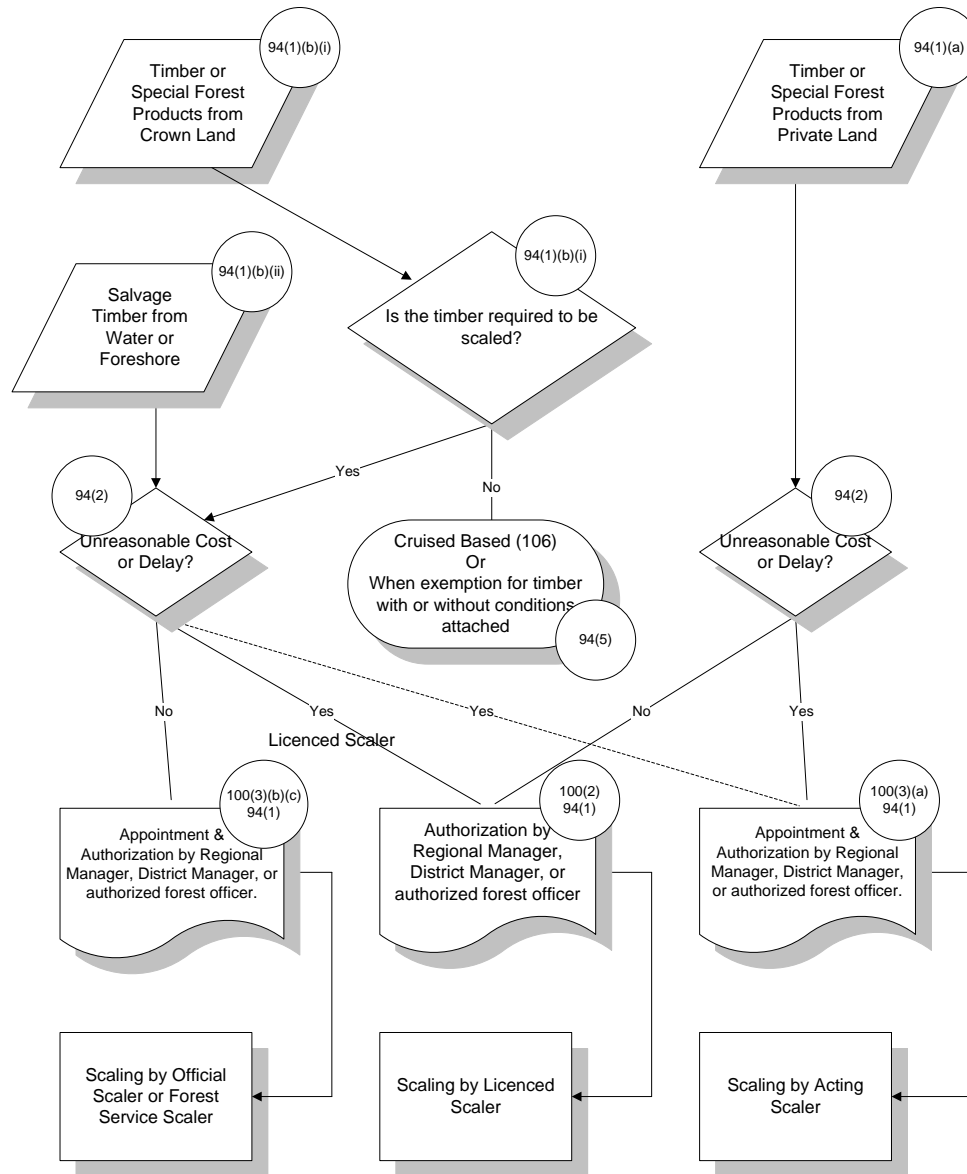 94(1)(b)(i)
Timber or
Special Forest
Products from
Crown Land
94(1)(a)
Timber or
Special Forest
Products from
Private Land
94(1)(b)(ii)
Salvage
Timber from
Water or
Foreshore
94(1)(b)(i)
Is the timber required to be
scaled?
Yes
No
94(2)
Unreasonable Cost
or Delay?
Cruised Based (106)
Or
When exemption for timber
with or without conditions
attached
94(5)
94(2)
Unreasonable Cost
or Delay?
No
Yes
Yes
No
Yes
Licenced Scaler
100(3)(b)(c)
94(1)
Appointment &
Authorization by Regional
Manager, District Manager, or
authorized forest officer.
100(2)
94(1)
Authorization by
Regional Manager,
District Manager, or
authorized forest officer
100(3)(a)
94(1)
Appointment &
Authorization by Regional
Manager, District Manager,
or authorized forest officer.
Scaling by Official
Scaler or Forest
Service Scaler
Scaling by Licenced
Scaler
Scaling by Acting
Scaler